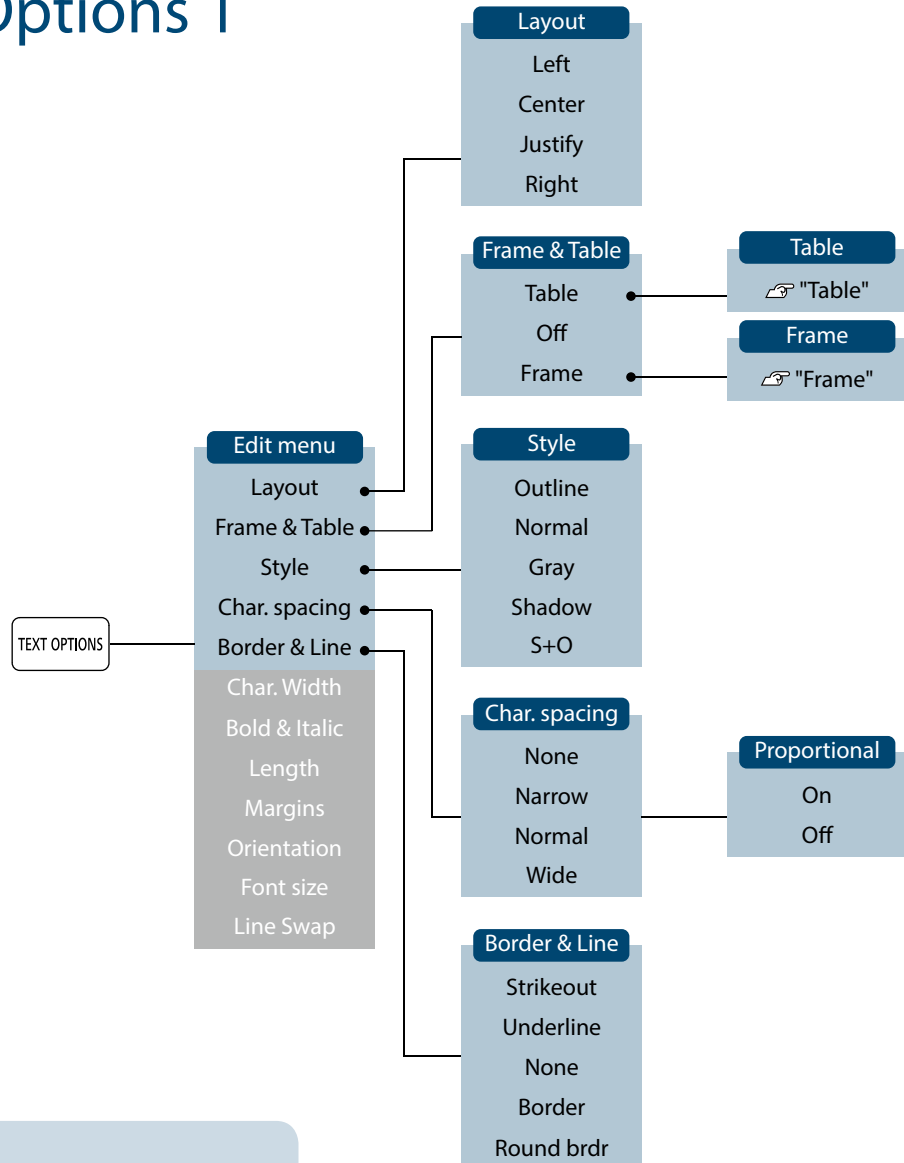 Options 1
TEXT OPTIONS
Edit menu
Layout
Frame & Table
Style
Char. spacing
Border & Line
Char. Width
Bold & Italic
Length
Margins
Orientation
Font size
Line Swap
Layout
Left
Center
Justify
Right
Frame & Table
Table
Off
Frame
Table
"Table"
Frame
"Frame"
Style
Outline
Normal
Gray
Shadow
S+O
Char. spacing
None
Narrow
Normal
Wide
Proportional
On
Off
Border & Line
Strikeout
Underline
None
Border
Round brdr